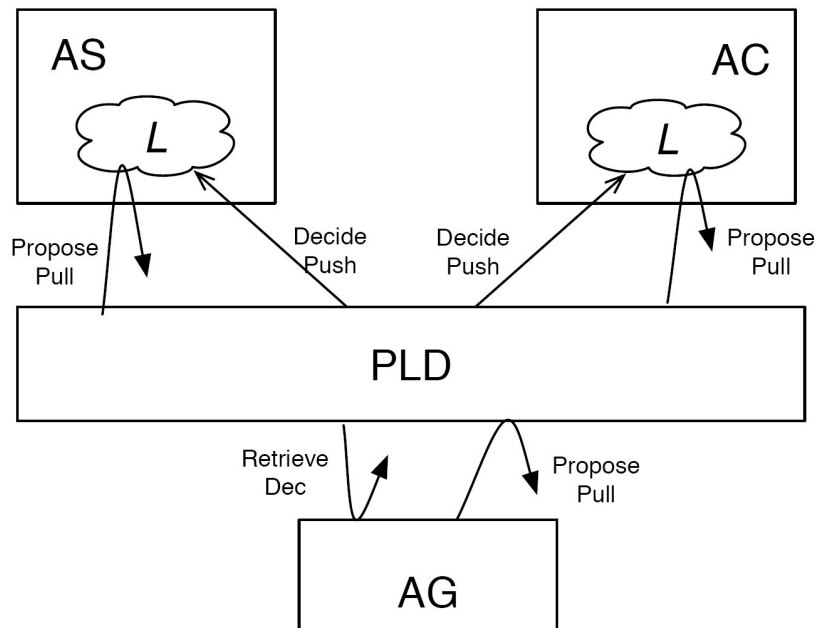 AS
AC
L
L
Propose
Pull
Decide
Push
Decide
Push
Propose
Pull
PLD
Retrieve
Dec
Propose
Pull
AG